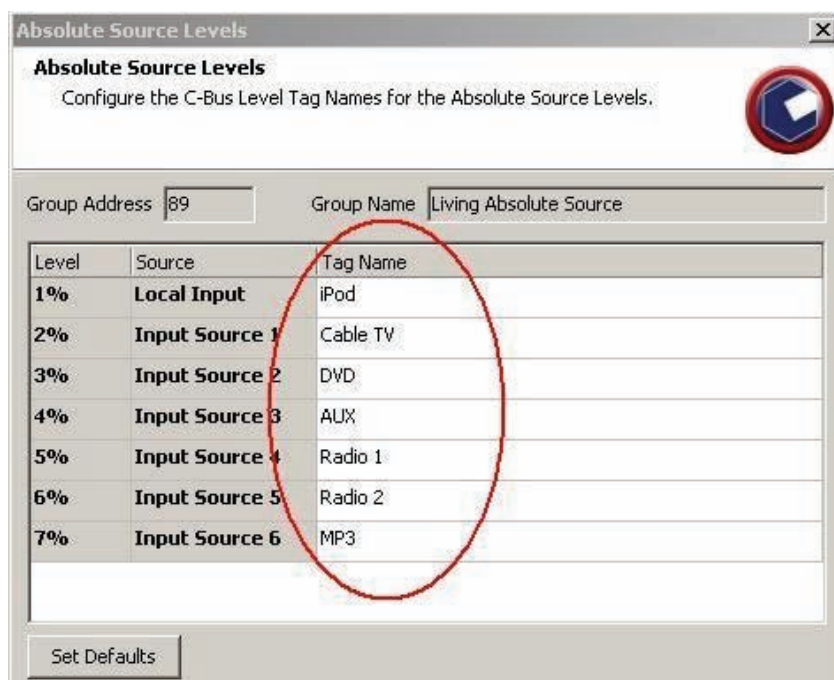 Absolute Source Levels
Absolute Source Levels
Configure the C-Bus Level Tag Names for the Absolute Source Levels.
Group Address 89 Group Name Living Absolute Source
Level Source Tag Name
1% Local Input iPod
2% Input Source 1 Cable TV
3% Input Source 2 DVD
4% Input Source 3 AUX
5% Input Source 4 Radio 1
6% Input Source 5 Radio 2
7% Input Source 6 MP3
Set Defaults